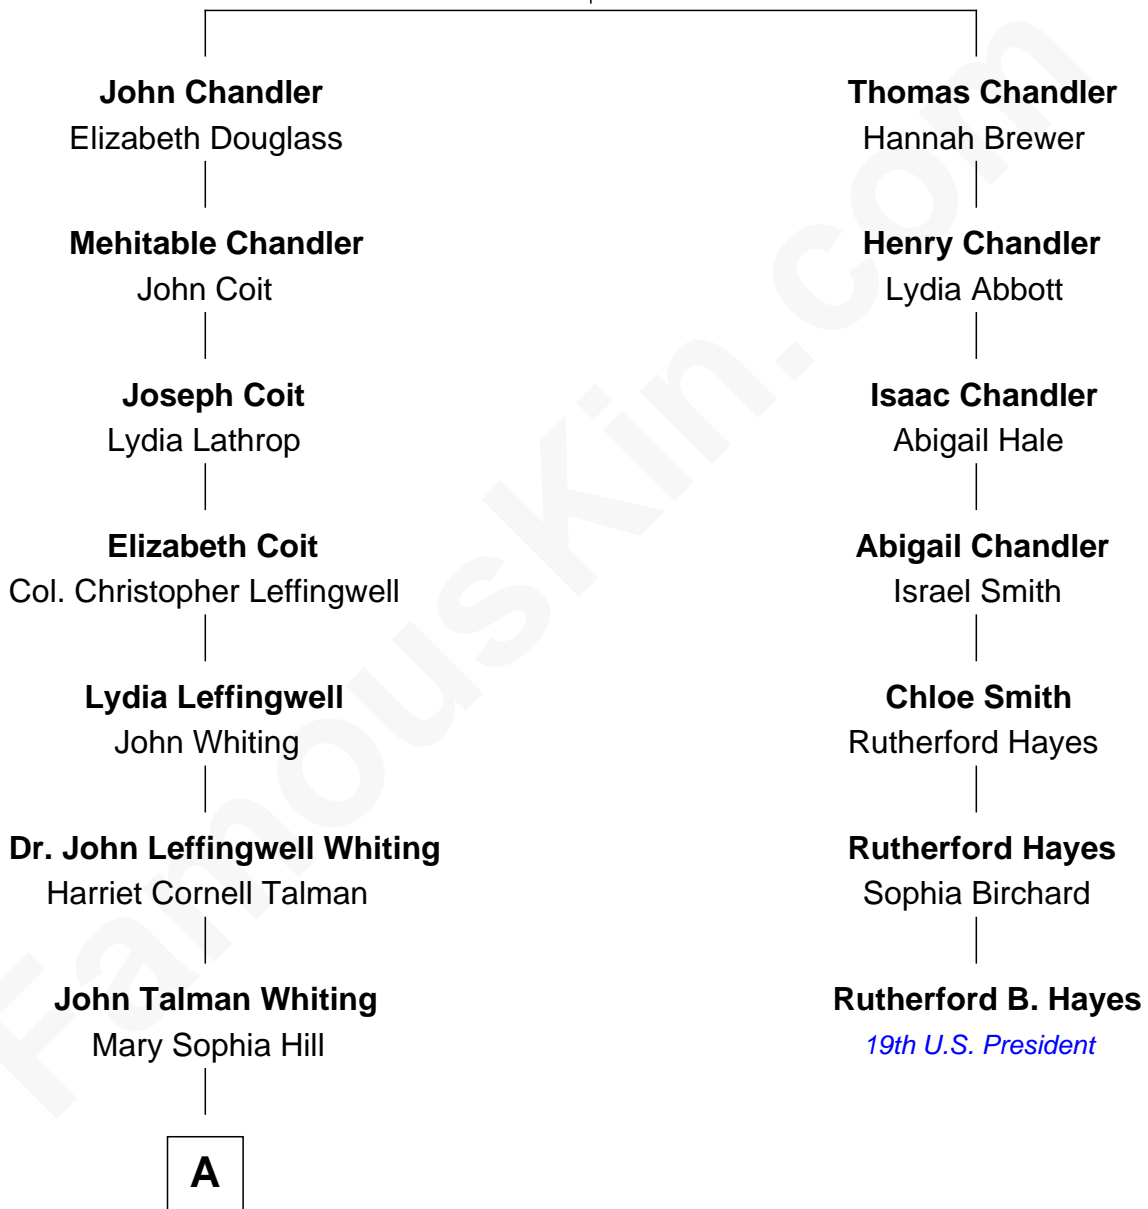 John Chandler
Elizabeth Douglass
Mehitable Chandler
John Coit
Joseph Coit
Lydia Lathrop
Elizabeth Coit
Col. Christopher Leffingwell
Lydia Leffingwell
John Whiting
Dr. John Leffingwell Whiting
Harriet Cornell Talman
John Talman Whiting
Mary Sophia Hill
A
Thomas Chandler
Hannah Brewer
Henry Chandler
Lydia Abbott
Isaac Chandler
Abigail Hale
Abigail Chandler
Israel Smith
Chloe Smith
Rutherford Hayes
Rutherford Hayes
Sophia Birchard
Rutherford B. Hayes
19th U.S. President
FamousKin.com